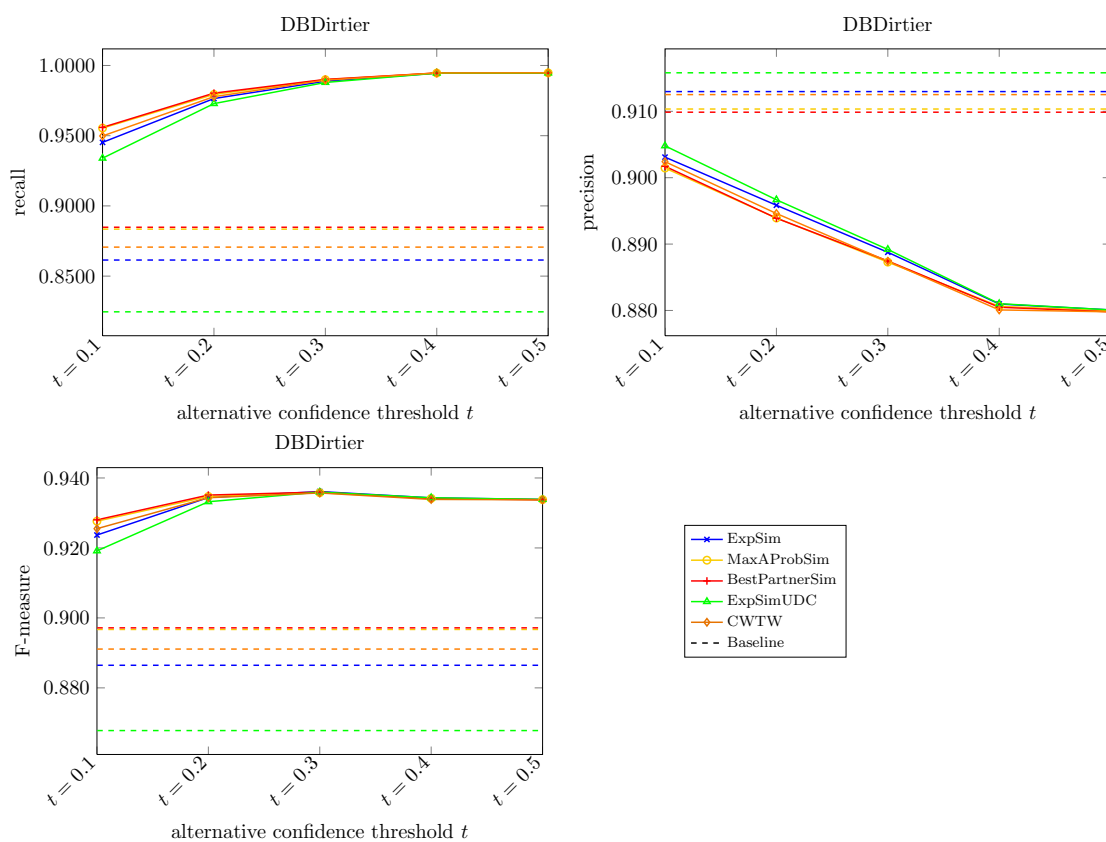 DBDirtier
1.0000
0.9500
0.9000
0.8500
recall
t = 0.1
t = 0.2
t = 0.3
t = 0.4
t = 0.5
alternative confidence threshold t
DBDirtier
0.910
0.900
0.890
0.880
precision
t = 0.1
t = 0.2
t = 0.3
t = 0.4
t = 0.5
alternative confidence threshold t
DBDirtier
0.940
0.920
0.900
0.880
F-measure
t = 0.1
t = 0.2
t = 0.3
t = 0.4
t = 0.5
alternative confidence threshold t
ExpSim
MaxAProbSim
BestPartnerSim
ExpSimUDC
CWTW
Baseline